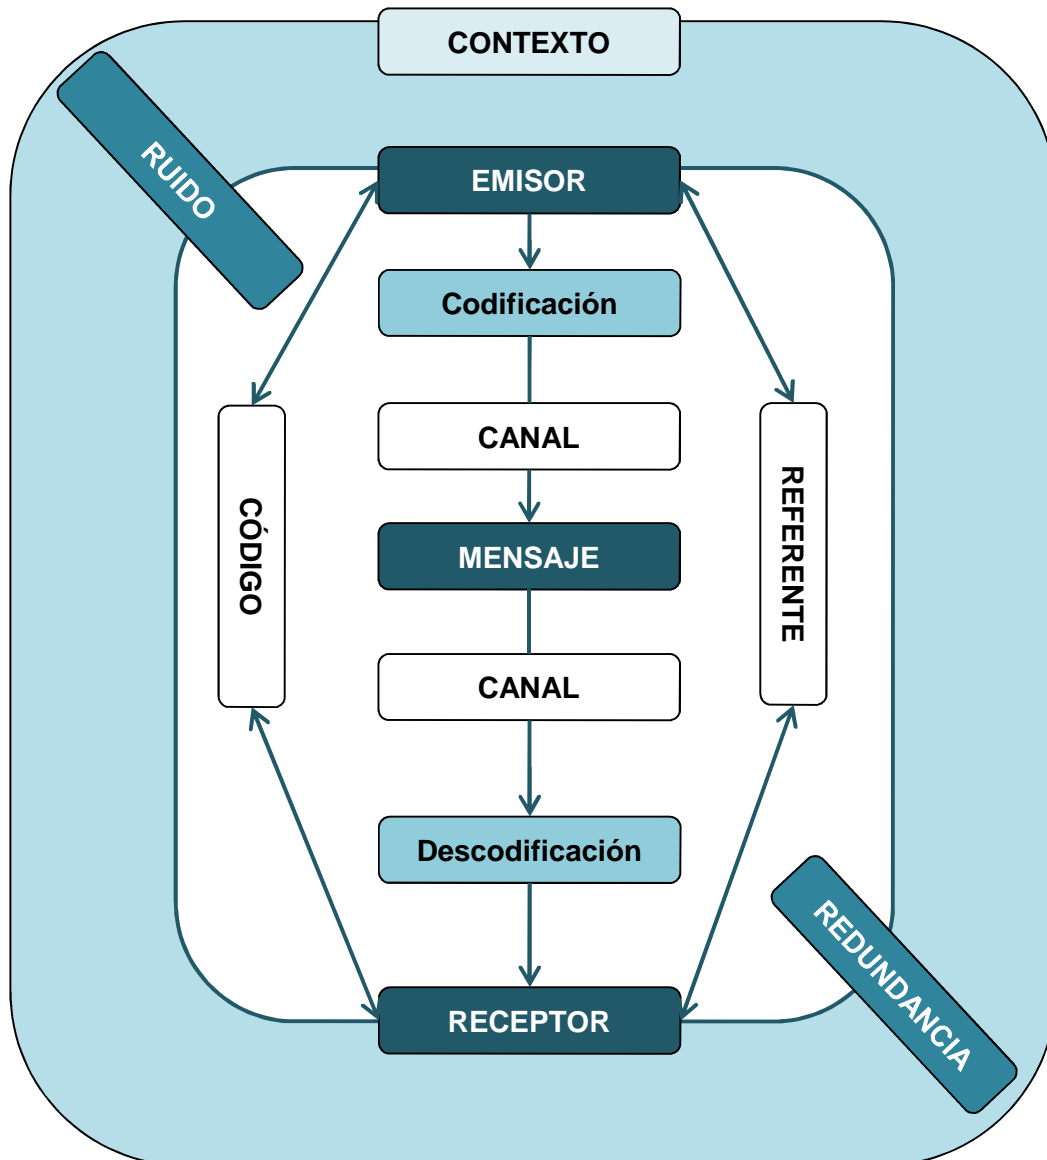 CONTEXTO
RUIDO
EMISOR
Codificación
CANAL
CÓDIGO
REFERENTE
MENSAJE
CANAL
Descodificación
REDUNDANCIA
RECEPTOR